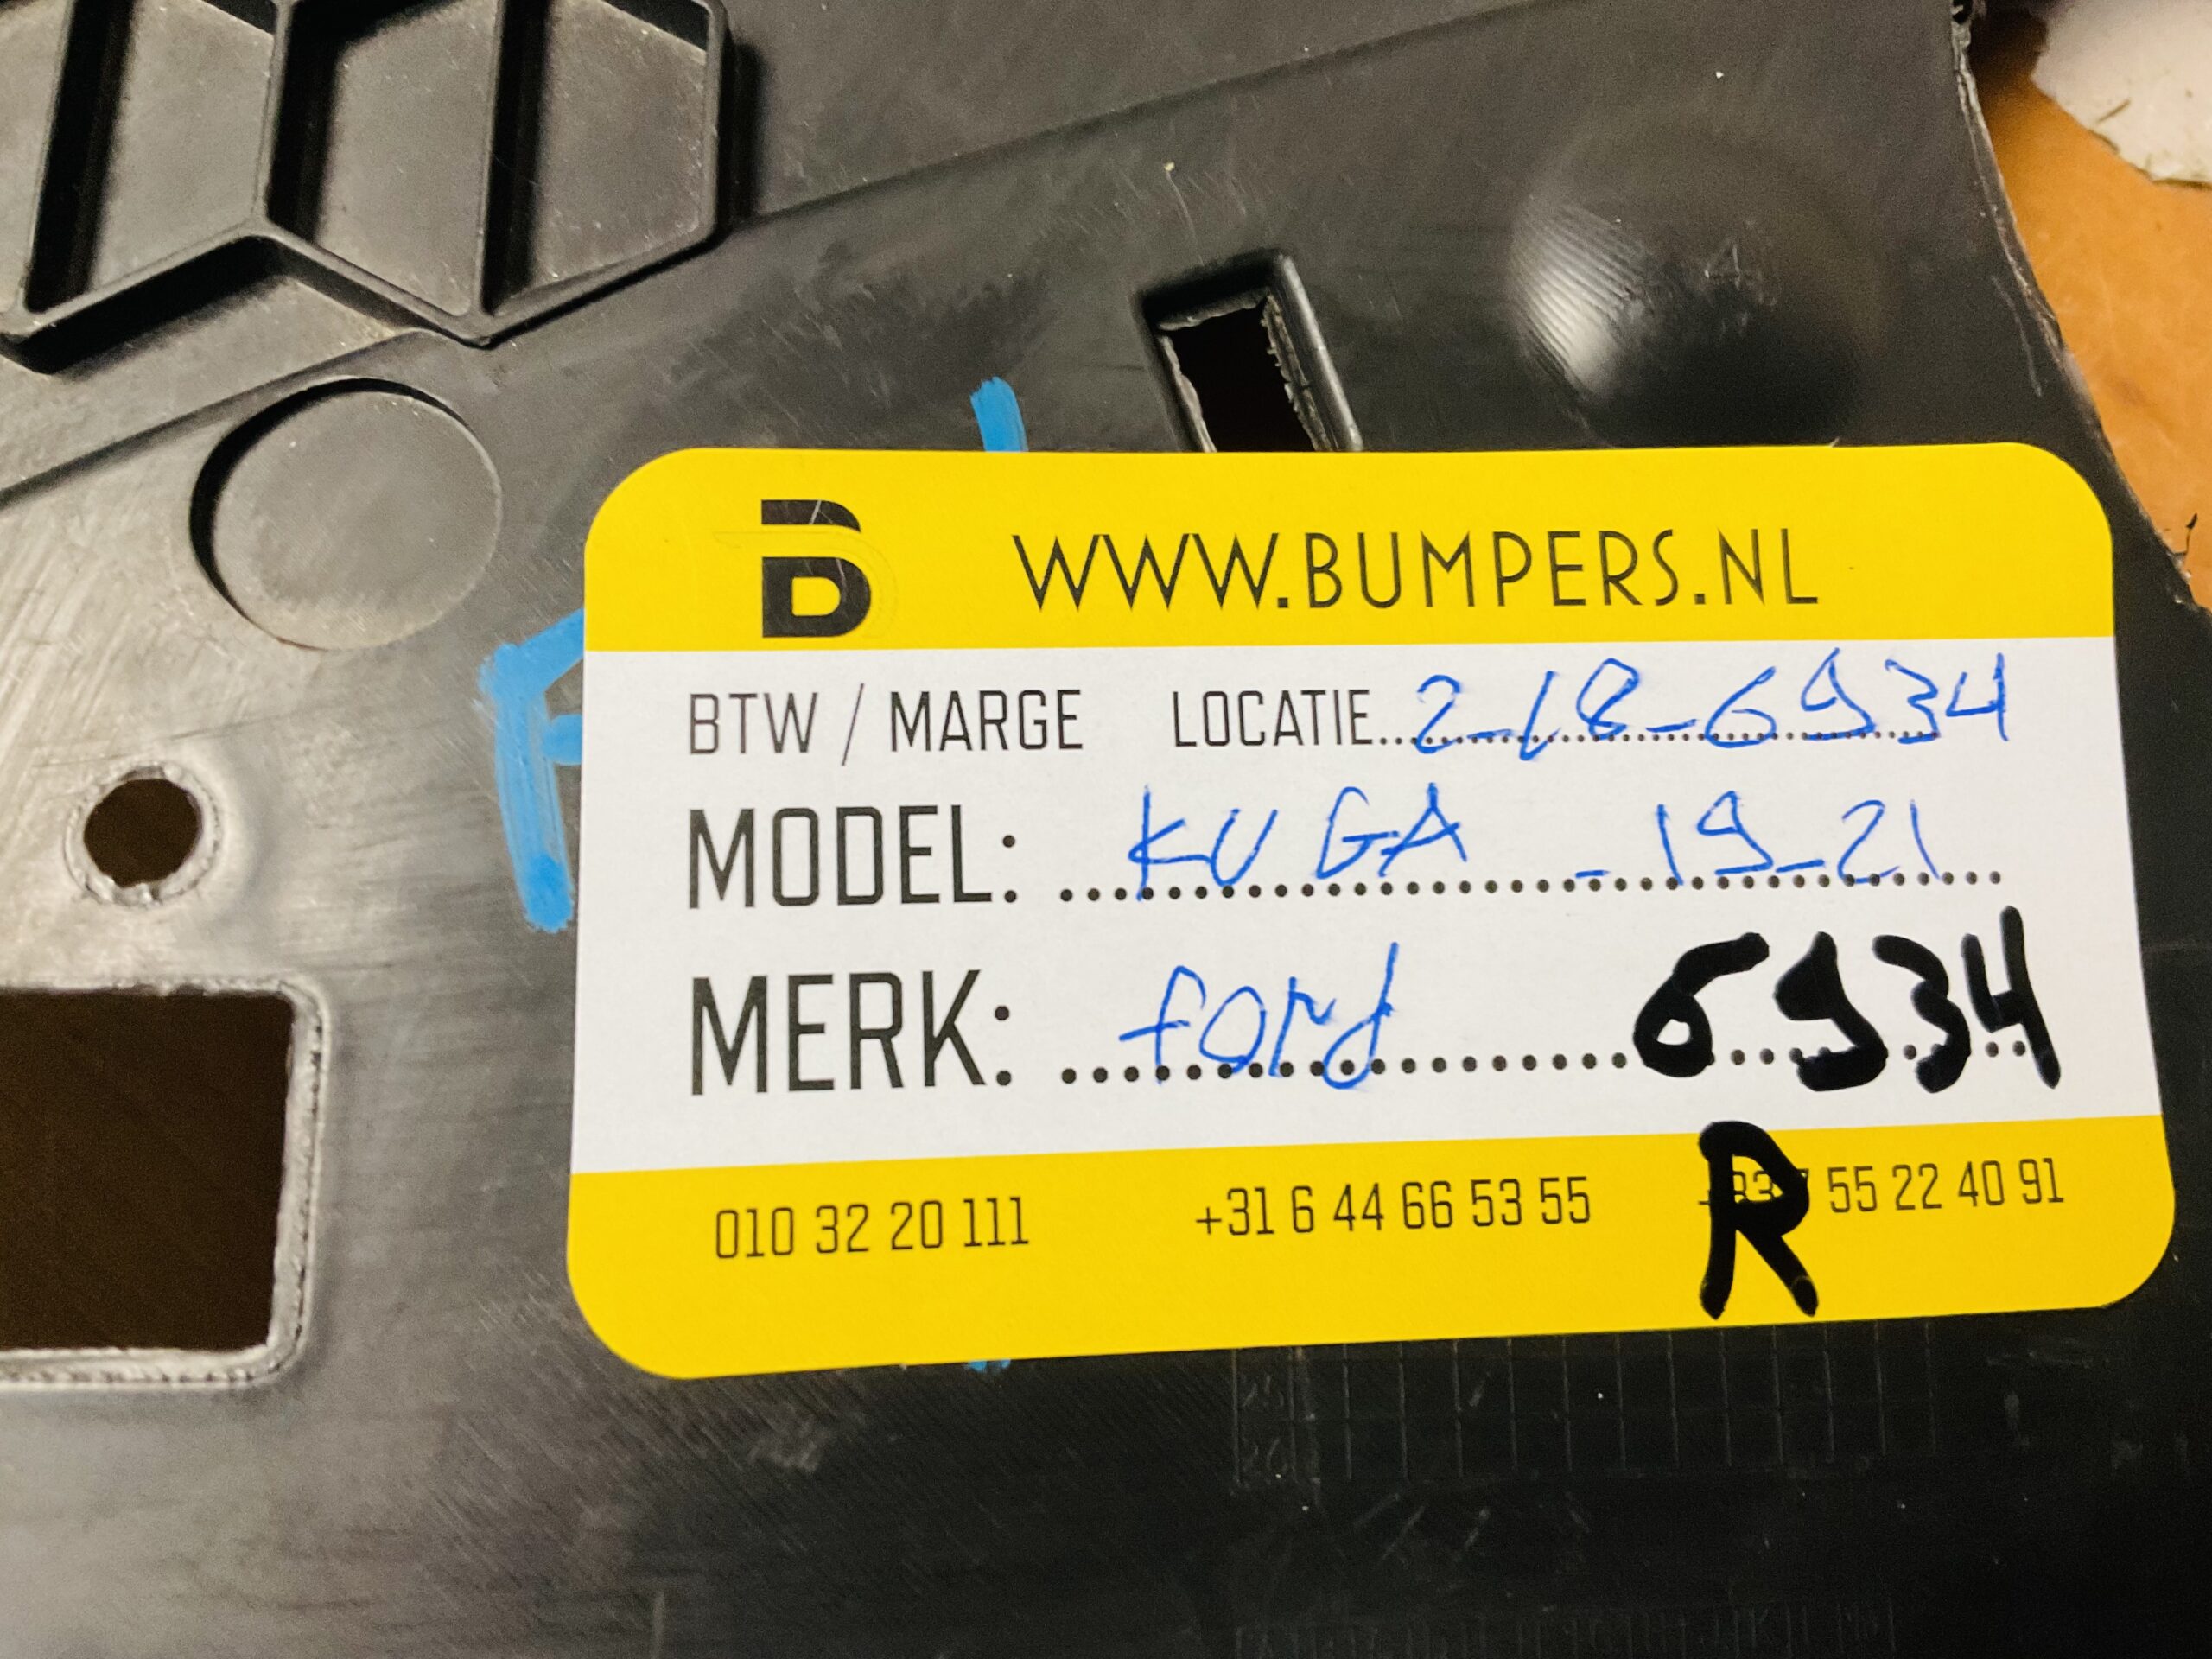 B WWW.BUMPERS.NL
BTW / MARGE LOCATIE 2-18-6934
MODEL: KUGA - 19-21
MERK: ford 6934
R
010 32 20 111 +31 6 44 66 53 55 55 22 40 91